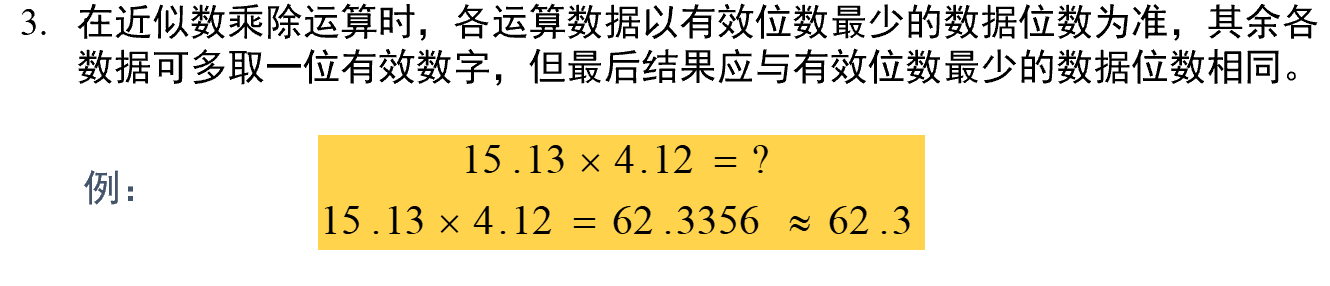 3. 在近似数乘除运算时，各运算数据以有效位数最少的数据位数为准，其余各
数据可多取一位有效数字，但最后结果应与有效位数最少的数据位数相同。
15.13 × 4.12 = ?
例：
15.13 × 4.12 = 62.3356 ≈ 62.3